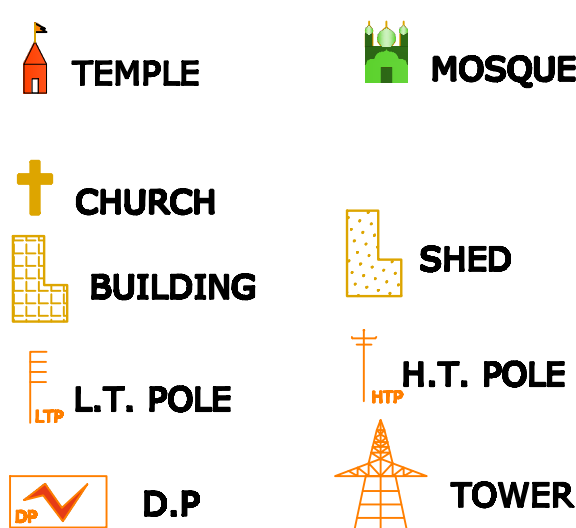 TEMPLE
MOSQUE
CHURCH
BUILDING
SHED
LTP
L.T. POLE
HTP
H.T. POLE
DP
D.P
TOWER